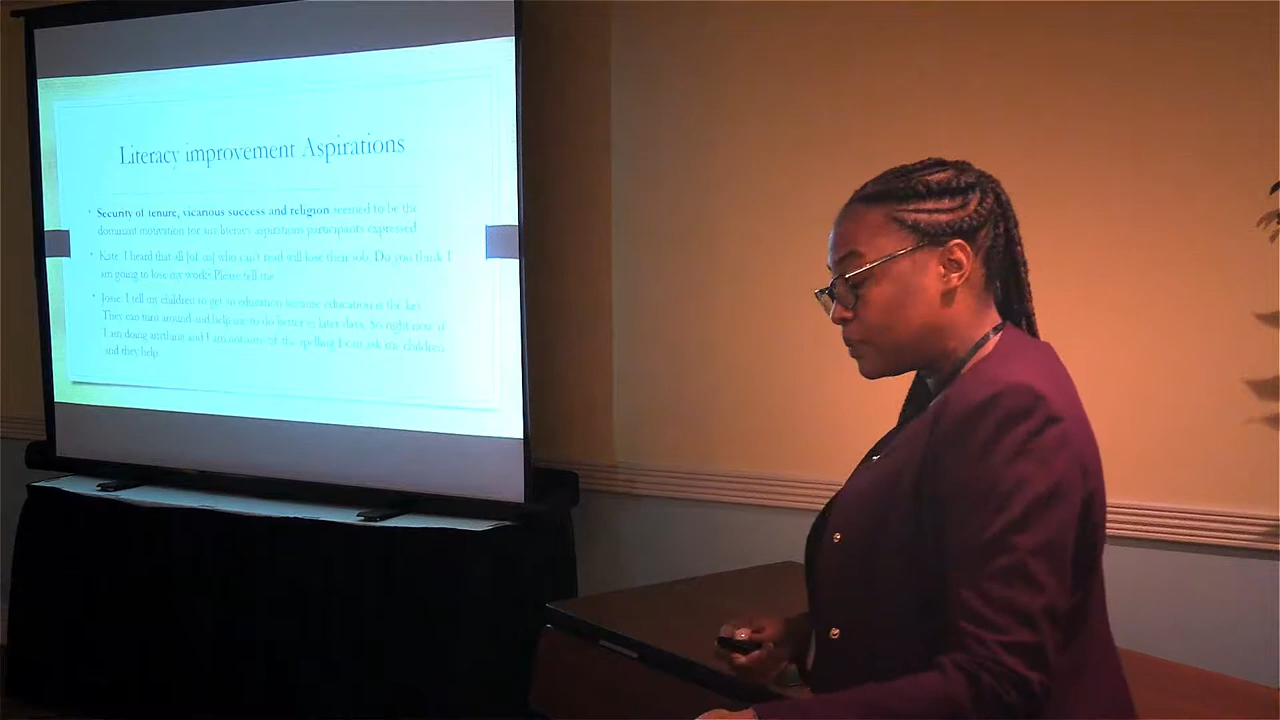 Literacy improvement Aspirations
Security of tenure, vicarious success and religion seemed to be the
dominant motivation for any literacy aspirations participants expressed
Kate: I heard that all [of us] who can't read will lose their job. Do you think I
am going to lose my work? Please tell me
Josie: I tell my children to get an education because education is the key.
They can turn around and help me to do better in later days. So right now if
I am doing anything and I am not sure of the spelling I can ask my children
and they help